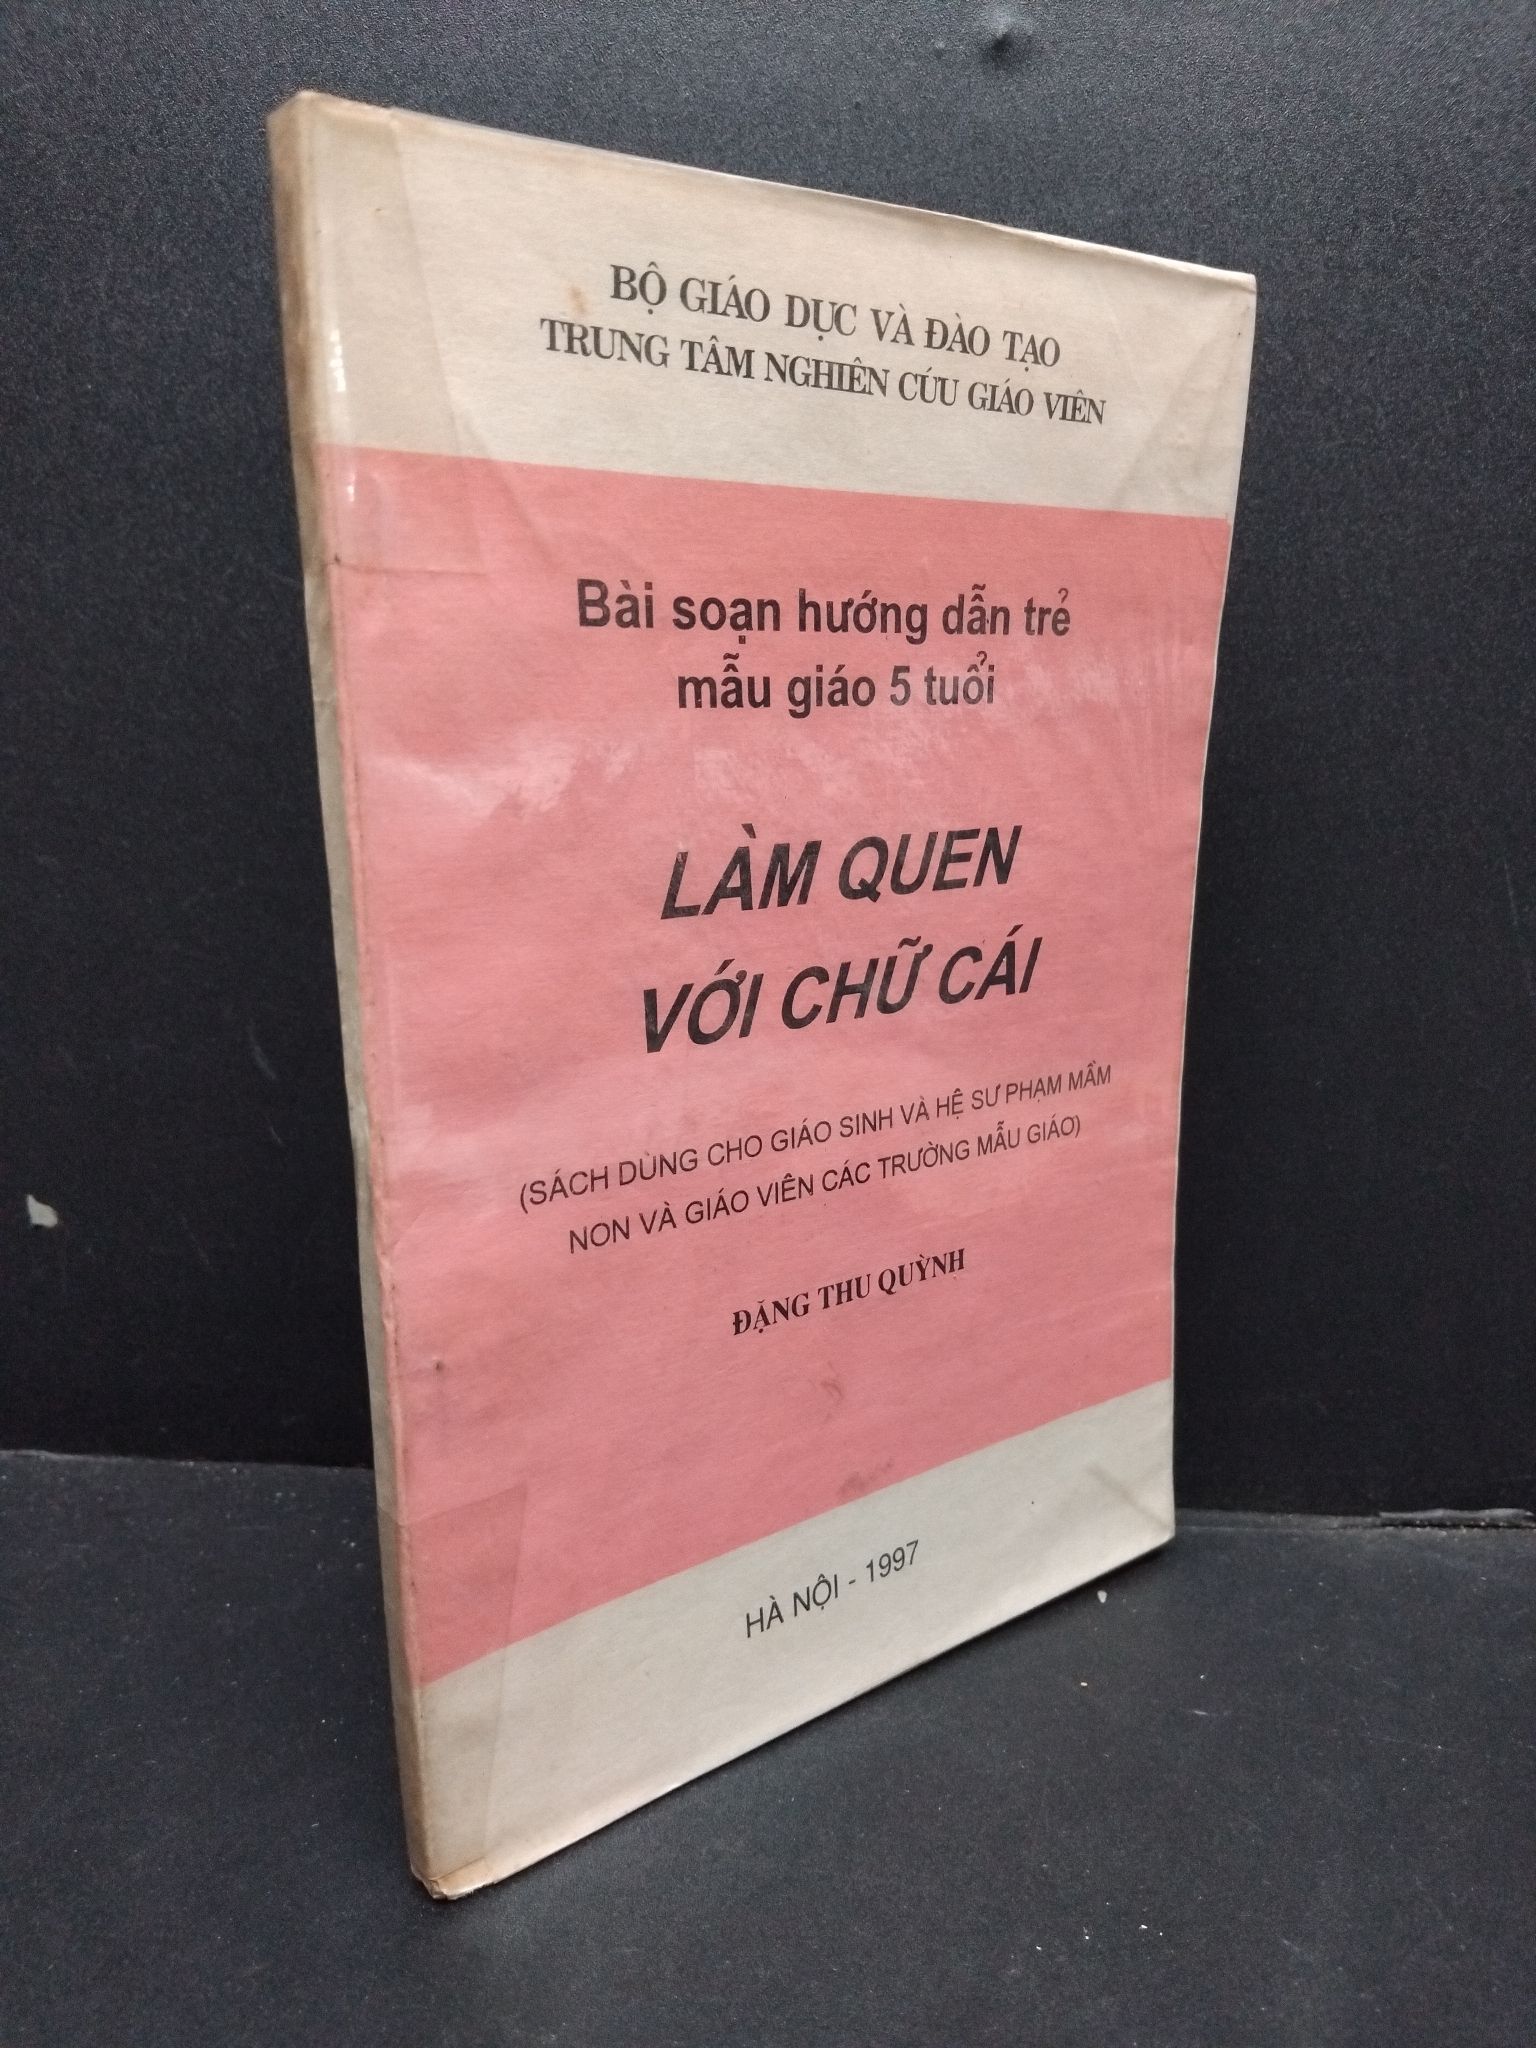 BỘ GIÁO DỤC VÀ ĐÀO TẠO
TRUNG TÂM NGHIÊN CỨU GIÁO VIÊN
Bài soạn hướng dẫn trẻ
mẫu giáo 5 tuổi
LÀM QUEN
VỚI CHỮ CÁI
(SÁCH DÙNG CHO GIÁO SINH VÀ HỆ SƯ PHẠM MẦM
NON VÀ GIÁO VIÊN CÁC TRƯỜNG MẪU GIÁO)
ĐẶNG THU QUỲNH
HÀ NỘI - 1997